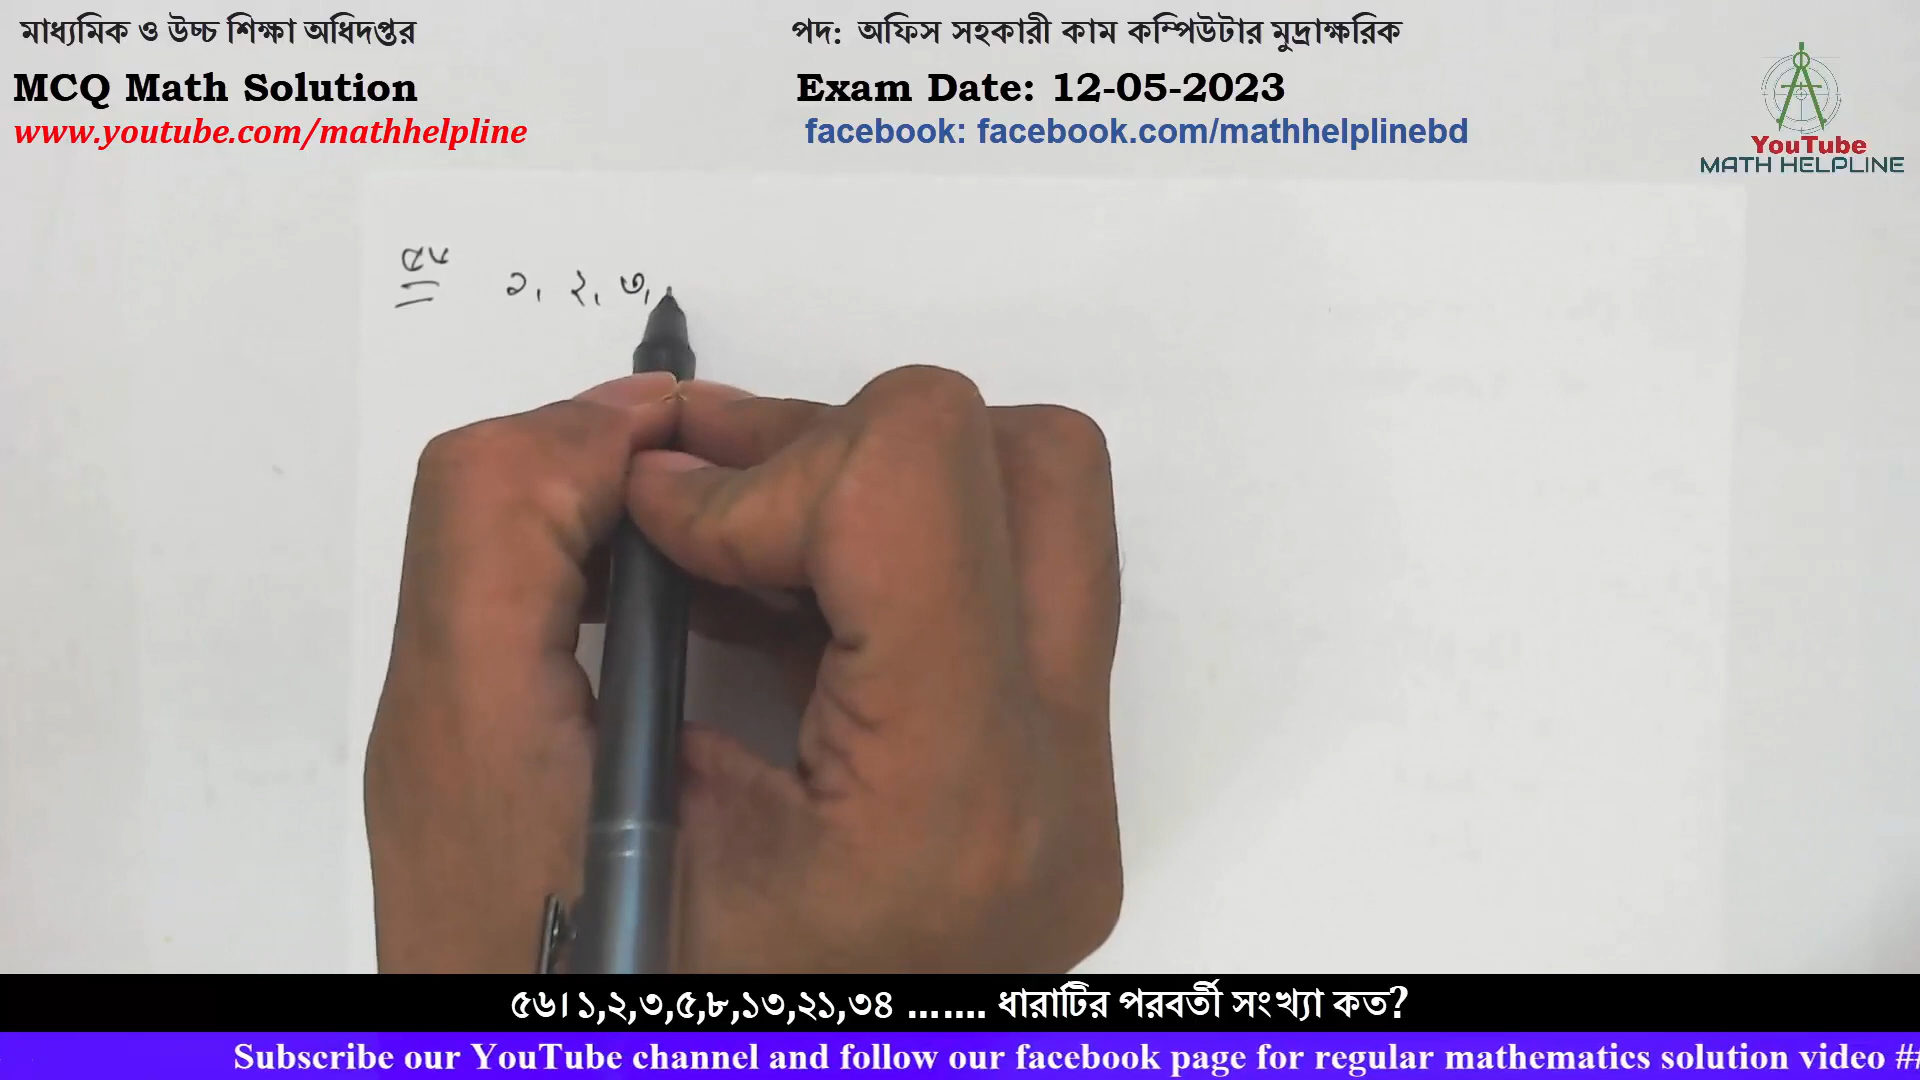 মাধ্যমিক ও উচ্চ শিক্ষা অধিদপ্তর
পদ: অফিস সহকারী কাম কম্পিউটার মুদ্রাক্ষরিক
MCQ Math Solution
Exam Date: 12-05-2023
www.youtube.com/mathhelpline
facebook: facebook.com/mathhelplinebd
YouTube
MATH HELPLINE
৫৬
১, ২, ৩,
৫৬। ১,২,৩,৫,৮,১৩,২১,৩৪ ....... ধারাটির পরবর্তী সংখ্যা কত?
Subscribe our YouTube channel and follow our facebook page for regular mathematics solution video ##